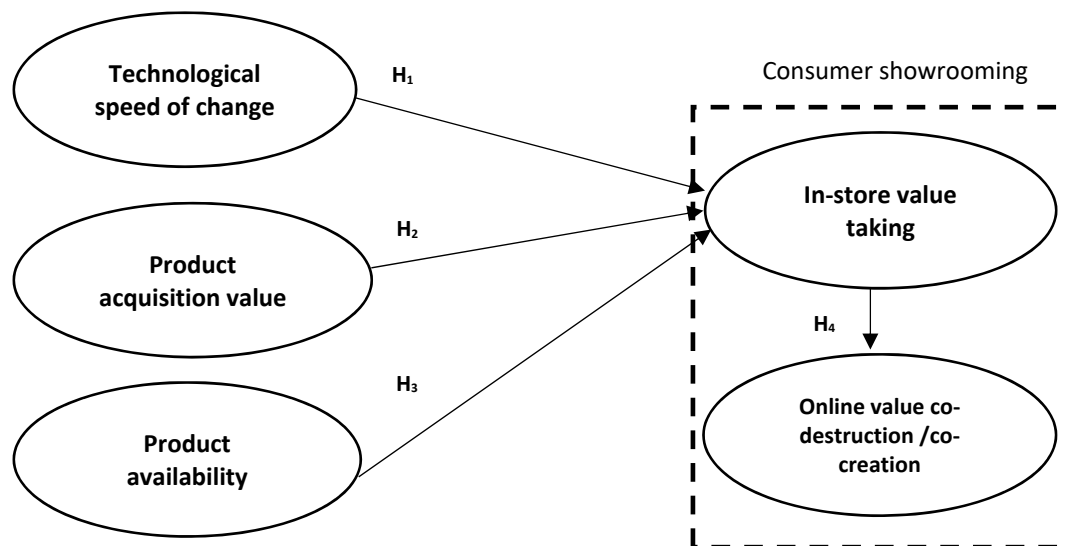 Technological
speed of change
H₁
Consumer showrooming
In-store value
taking
H₂
Product
acquisition value
H₄
H₃
Online value co-
destruction /co-
creation
Product
availability